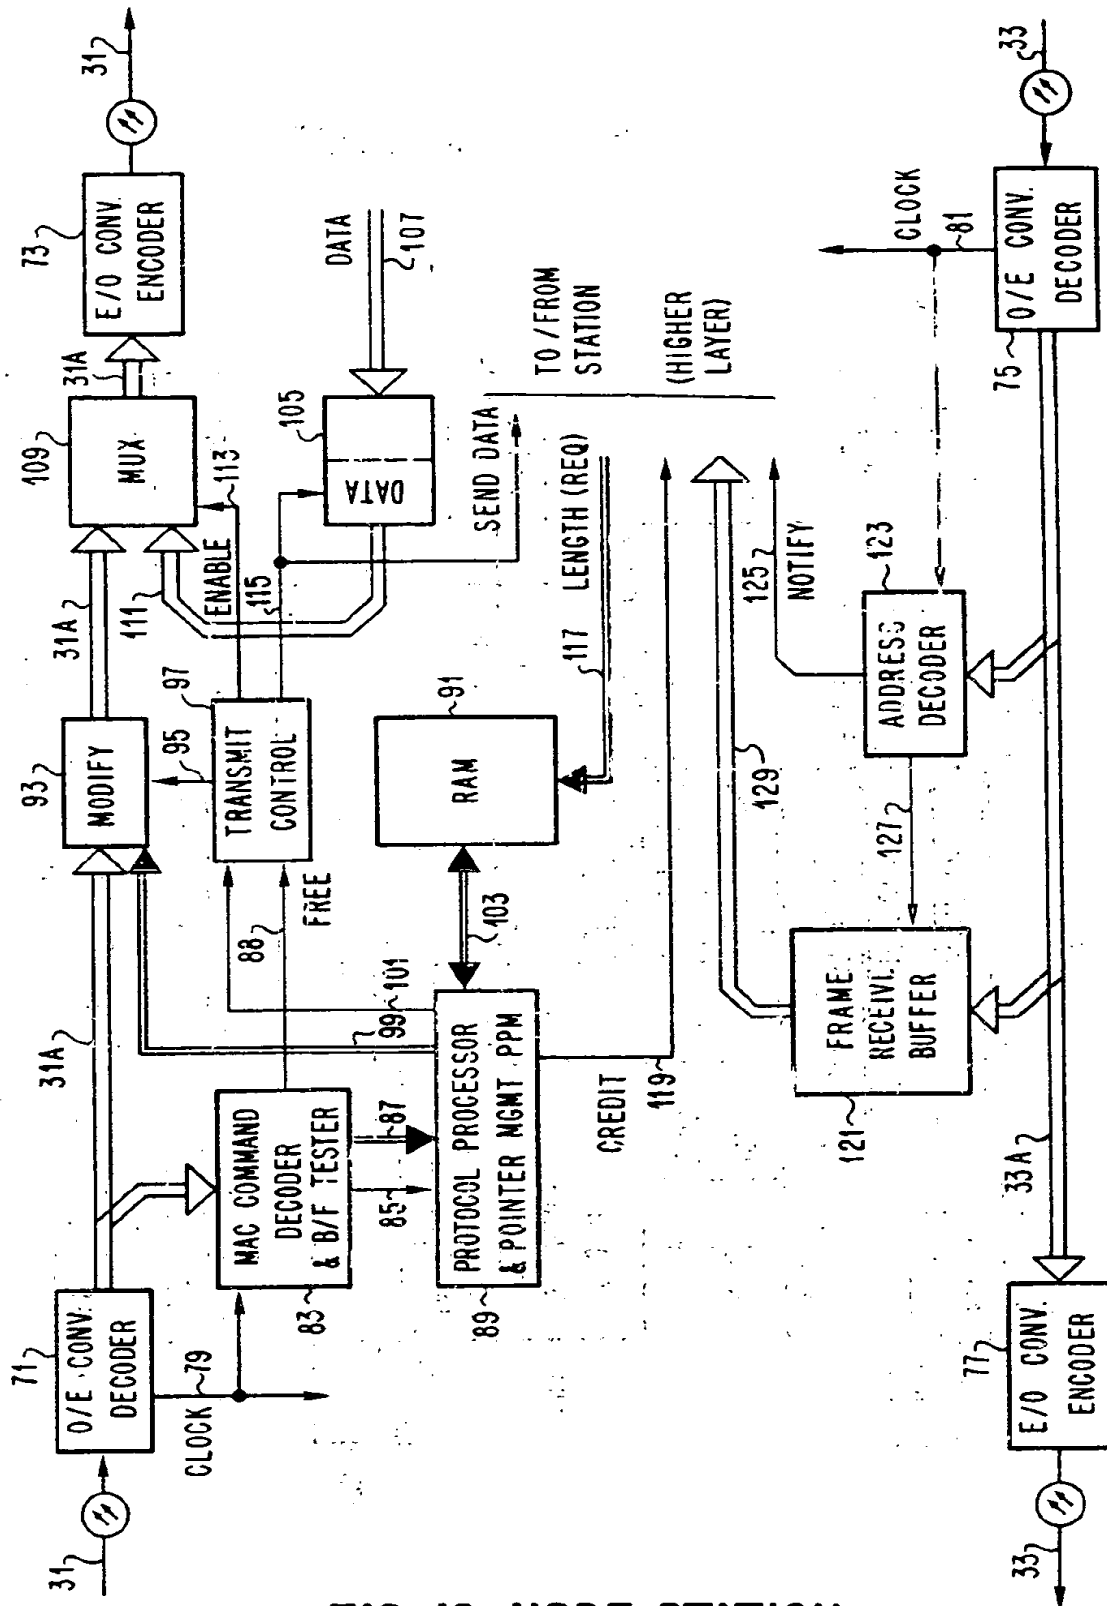 31
71
O/E CONV.
DECODER
CLOCK
79
31A
MAC COMMAND
DECODER
& B/F TESTER
83
85
87
88
FREE
PROTOCOL PROCESSOR
& POINTER MGMT PPM
89
99
101
103
93
MODIFY
95
TRANSMIT
CONTROL
97
RAM
91
31A
111
ENABLE
113
115
109
MUX
31A
73
E/O CONV.
ENCODER
31
DATA
105
DATA
107
SEND DATA
LENGTH (REQ)
117
TO/FROM
STATION
(HIGHER
LAYER)
CREDIT
119
125
NOTIFY
129
FRAME
BUFFER
121
127
DECODER
123
CLOCK
81
33
75
O/E CONV.
DECODER
33A
77
E/O CONV.
ENCODER
33